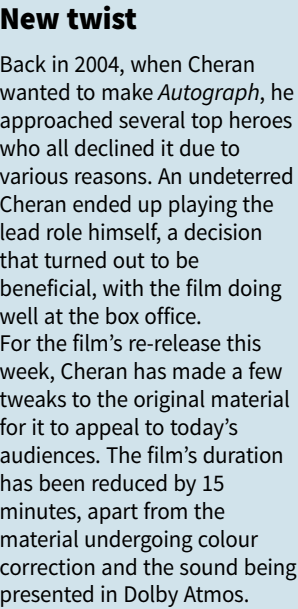 New twist
Back in 2004, when Cheran
wanted to make Autograph, he
approached several top heroes
who all declined it due to
various reasons. An undeterred
Cheran ended up playing the
lead role himself, a decision
that turned out to be
beneficial, with the film doing
well at the box office.
For the film’s re-release this
week, Cheran has made a few
tweaks to the original material
for it to appeal to today’s
audiences. The film’s duration
has been reduced by 15
minutes, apart from the
material undergoing colour
correction and the sound being
presented in Dolby Atmos.